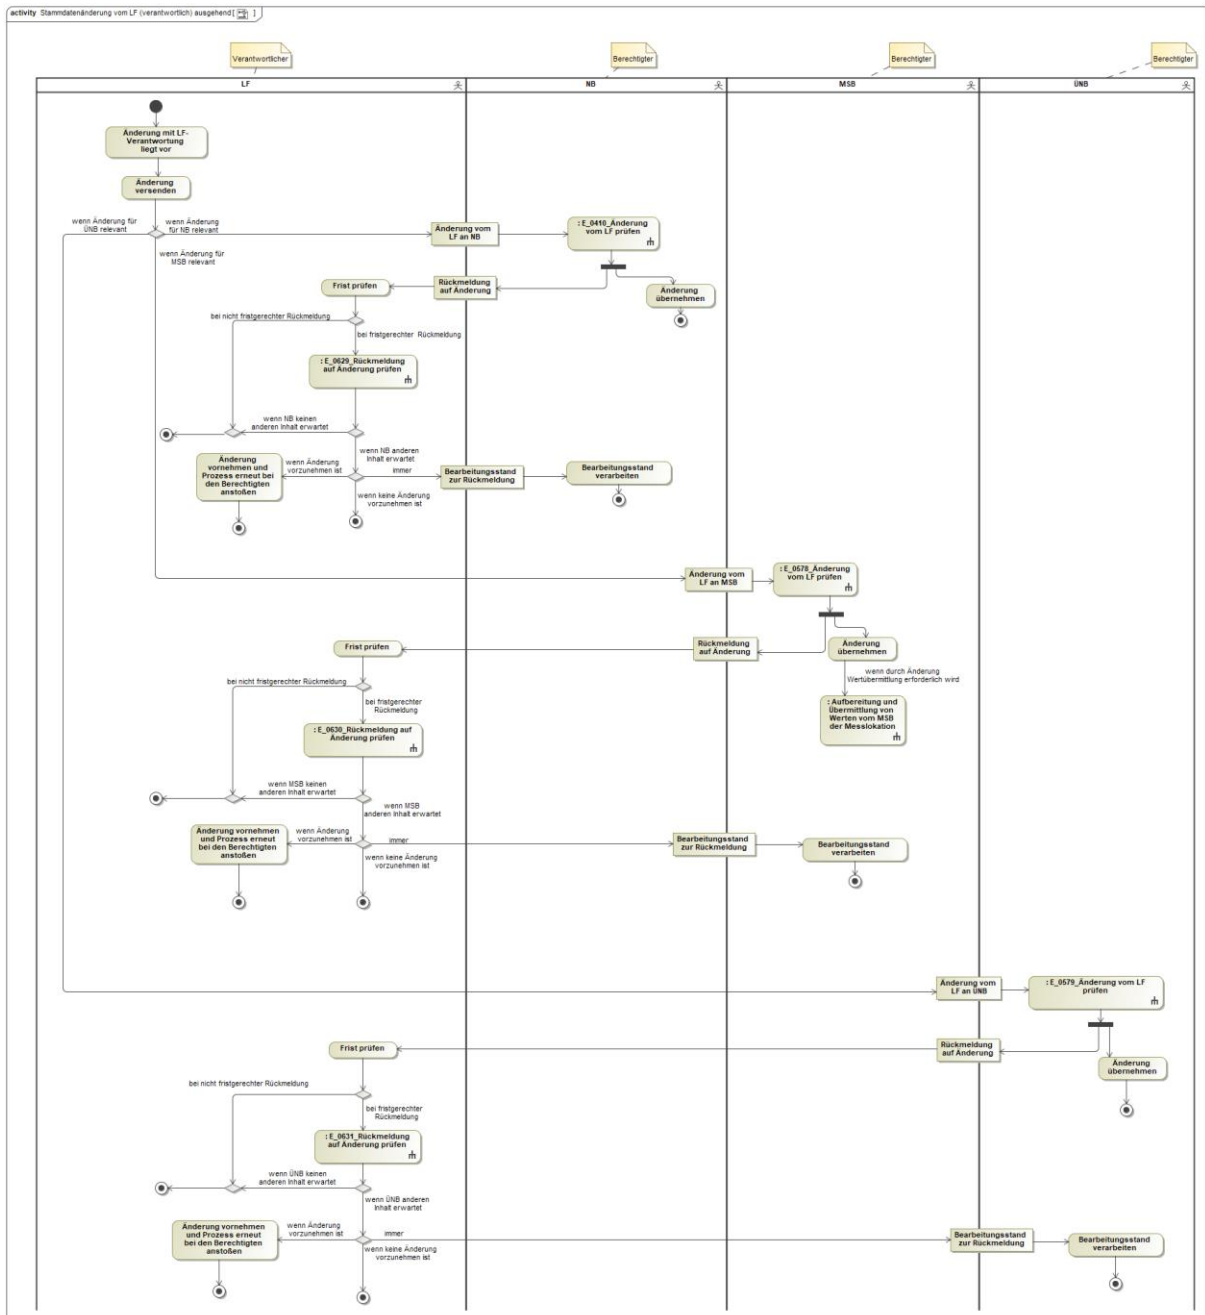 activity Stammdatenänderung vom LF (verantwortlich) ausgehend [ ]
Verantwortlicher
Berechtigter
Berechtigter
Berechtigter
LF
NB
MSB
ÜNB
Änderung mit LF-
Verantwortung
liegt vor
Änderung
versenden
wenn Änderung für
ÜNB relevant
wenn Änderung
für NB relevant
wenn Änderung für
MSB relevant
Änderung vom
LF an NB
: E_0410_Änderung
vom LF prüfen
Frist prüfen
Rückmeldung
auf Änderung
Änderung
übernehmen
bei nicht fristgerechter Rückmeldung
bei fristgerechter Rückmeldung
: E_0629_Rückmeldung
auf Änderung prüfen
wenn NB keinen
anderen Inhalt erwartet
wenn NB anderen
Inhalt erwartet
Änderung
vornehmen und
Prozess erneut bei
den Berechtigten
anstoßen
wenn Änderung
vorzunehmen ist
immer
wenn keine Änderung
vorzunehmen ist
Bearbeitungsstand
zur Rückmeldung
Bearbeitungsstand
verarbeiten
Änderung vom
LF an MSB
: E_0578_Änderung
vom LF prüfen
Frist prüfen
Rückmeldung
auf Änderung
Änderung
übernehmen
wenn durch Änderung
Wertübermittlung erforderlich wird
: Aufbereitung und
Übermittlung von
Werten vom MSB
der Messlokation
bei nicht fristgerechter Rückmeldung
bei fristgerechter
Rückmeldung
: E_0630_Rückmeldung auf
Änderung prüfen
wenn MSB keinen
anderen Inhalt erwartet
wenn MSB
anderen Inhalt erwartet
Änderung vornehmen
und Prozess erneut
bei den Berechtigten
anstoßen
wenn Änderung
vorzunehmen ist
immer
wenn keine Änderung
vorzunehmen ist
Bearbeitungsstand
zur Rückmeldung
Bearbeitungsstand
verarbeiten
Änderung vom
LF an ÜNB
: E_0579_Änderung vom LF
prüfen
Frist prüfen
Rückmeldung
auf Änderung
Änderung
übernehmen
bei nicht fristgerechter Rückmeldung
bei fristgerechter
Rückmeldung
: E_0631_Rückmeldung
auf Änderung prüfen
wenn ÜNB keinen
anderen Inhalt erwartet
wenn ÜNB anderen
Inhalt erwartet
Änderung vornehmen
und Prozess erneut
bei den Berechtigten
anstoßen
wenn Änderung
vorzunehmen ist
immer
wenn keine Änderung
vorzunehmen ist
Bearbeitungsstand
zur Rückmeldung
Bearbeitungsstand
verarbeiten